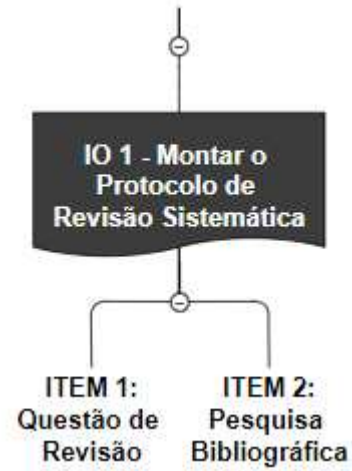 IO 1 - Montar o
Protocolo de
Revisão Sistemática
ITEM 1:
Questão de
Revisão
ITEM 2:
Pesquisa
Bibliográfica